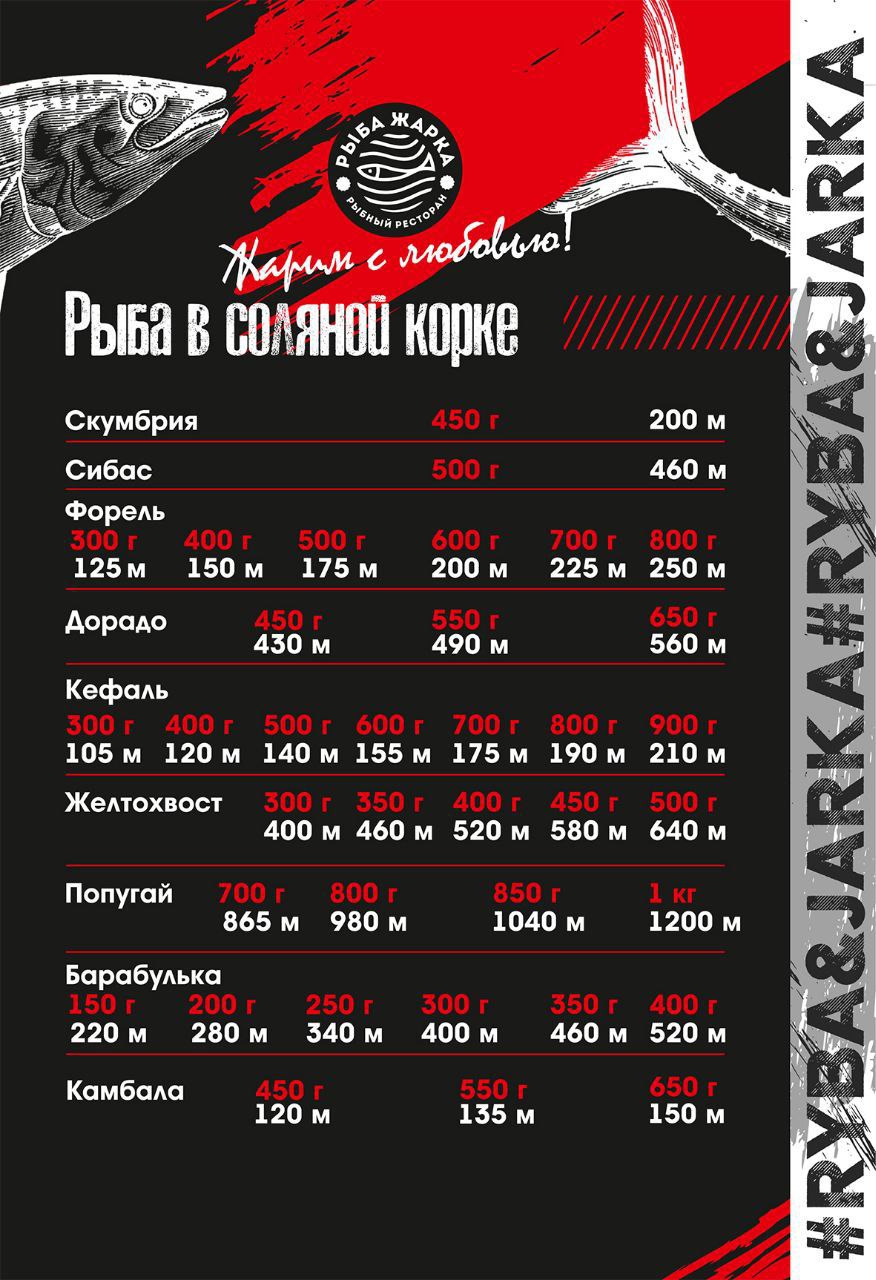 РЫБА ЖАРКА
РЫБНЫЙ РЕСТОРАН
Жарим с любовью!
Рыба в соляной корке
Скумбрия 450 г 200 м
Сибас 500 г 460 м
Форель
300 г 400 г 500 г 600 г 700 г 800 г
125 м 150 м 175 м 200 м 225 м 250 м
Дорадо 450 г 550 г 650 г
430 м 490 м 560 м
Кефаль
300 г 400 г 500 г 600 г 700 г 800 г 900 г
105 м 120 м 140 м 155 м 175 м 190 м 210 м
Желтохвост 300 г 350 г 400 г 450 г 500 г
400 м 460 м 520 м 580 м 640 м
Попугай 700 г 800 г 850 г 1 кг
865 м 980 м 1040 м 1200 м
Барабулька
150 г 200 г 250 г 300 г 350 г 400 г
220 м 280 м 340 м 400 м 460 м 520 м
Камбала 450 г 550 г 650 г
120 м 135 м 150 м
#RYBA&JARKA#RYBA&JARKA